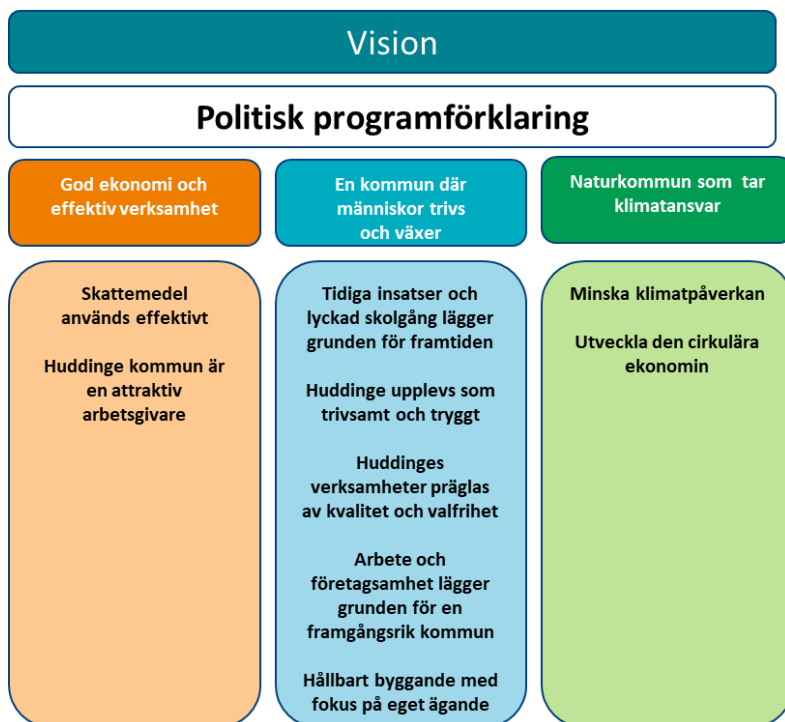 Vision
Politisk programförklaring
God ekonomi och
effektiv verksamhet
En kommun där
människor trivs
och växer
Naturkommun som tar
klimatansvar
Skattemedel
används effektivt
Huddinge kommun är
en attraktiv
arbetsgivare
Tidiga insatser och
lyckad skolgång lägger
grunden för framtiden
Huddinge upplevs som
trivsamt och tryggt
Huddinges
verksamheter präglas
av kvalitet och valfrihet
Arbete och
företagsamhet lägger
grunden för en
framgångsrik kommun
Hållbart byggande med
fokus på eget ägande
Minska klimatpåverkan
Utveckla den cirkulära
ekonomin